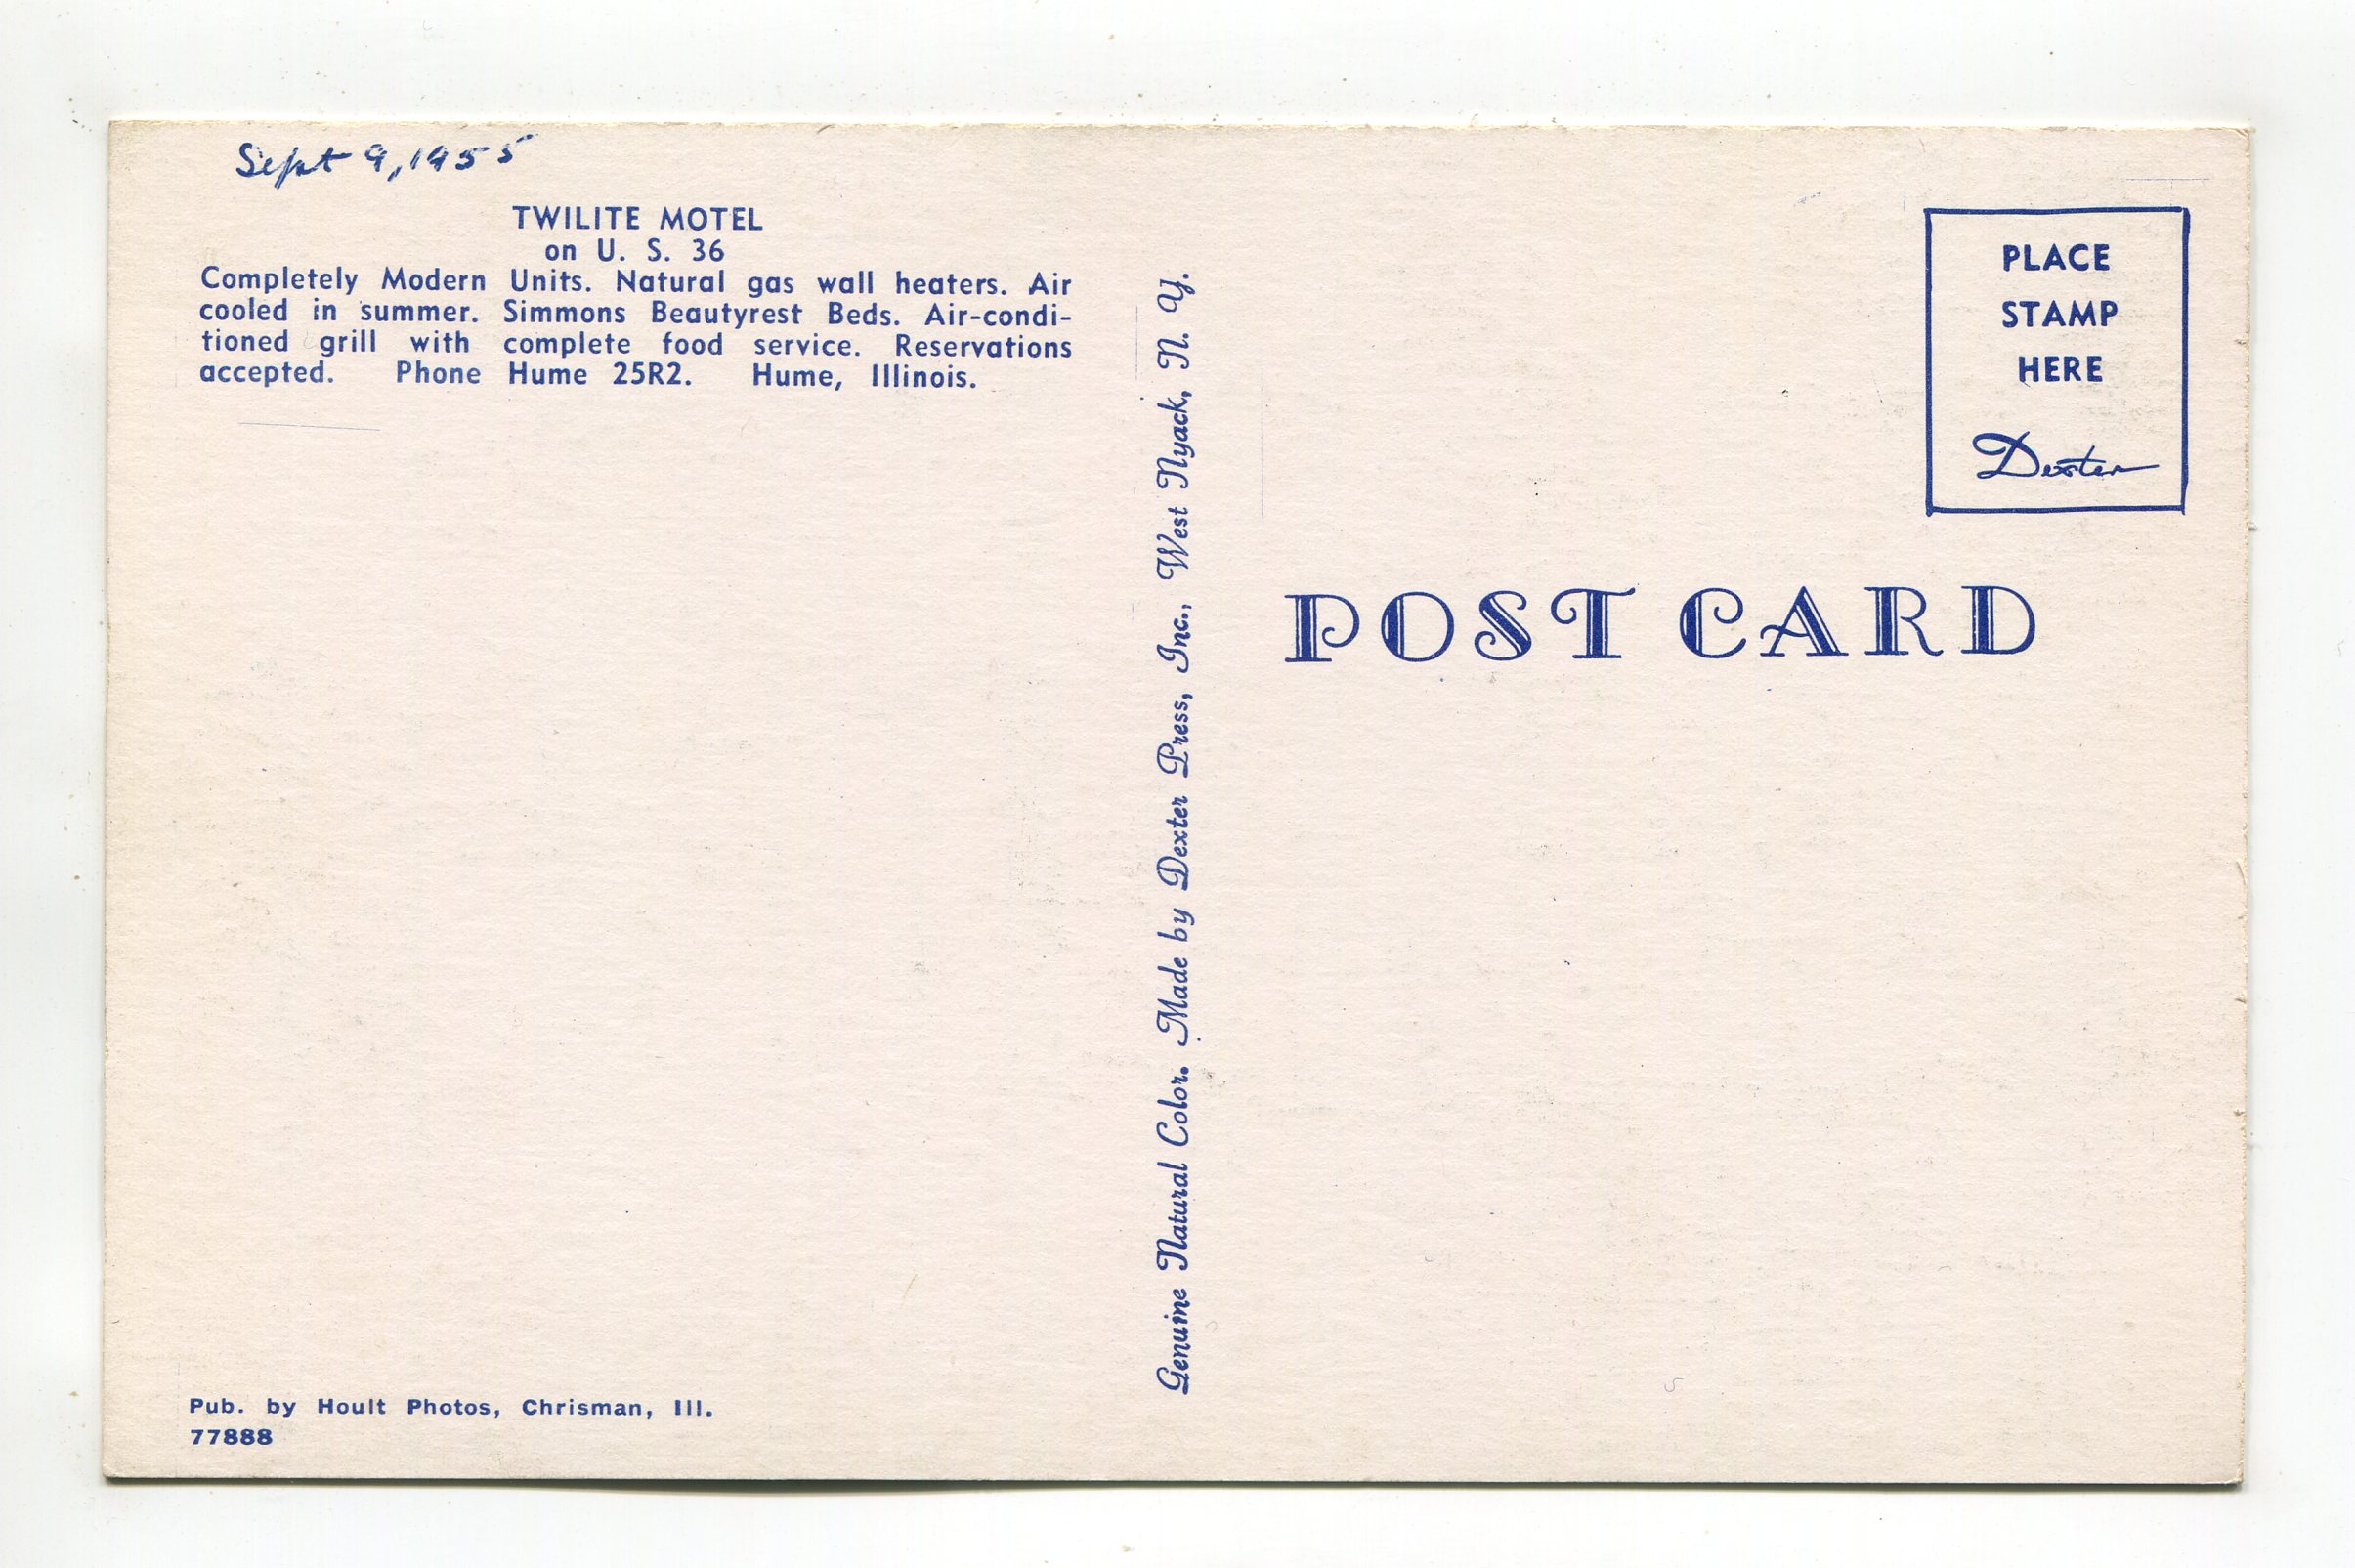 Sept 9, 1955
TWILITE MOTEL
on U. S. 36
Completely Modern Units. Natural gas wall heaters. Air
cooled in summer. Simmons Beautyrest Beds. Air-condi-
tioned grill with complete food service. Reservations
accepted. Phone Hume 25R2. Hume, Illinois.
Pub. by Hoult Photos, Chrisman, Ill.
77888
Genuine Natural Color. Made by Dexter Press, Inc., West Nyack, N. Y.
PLACE
STAMP
HERE
Dexter
POST CARD